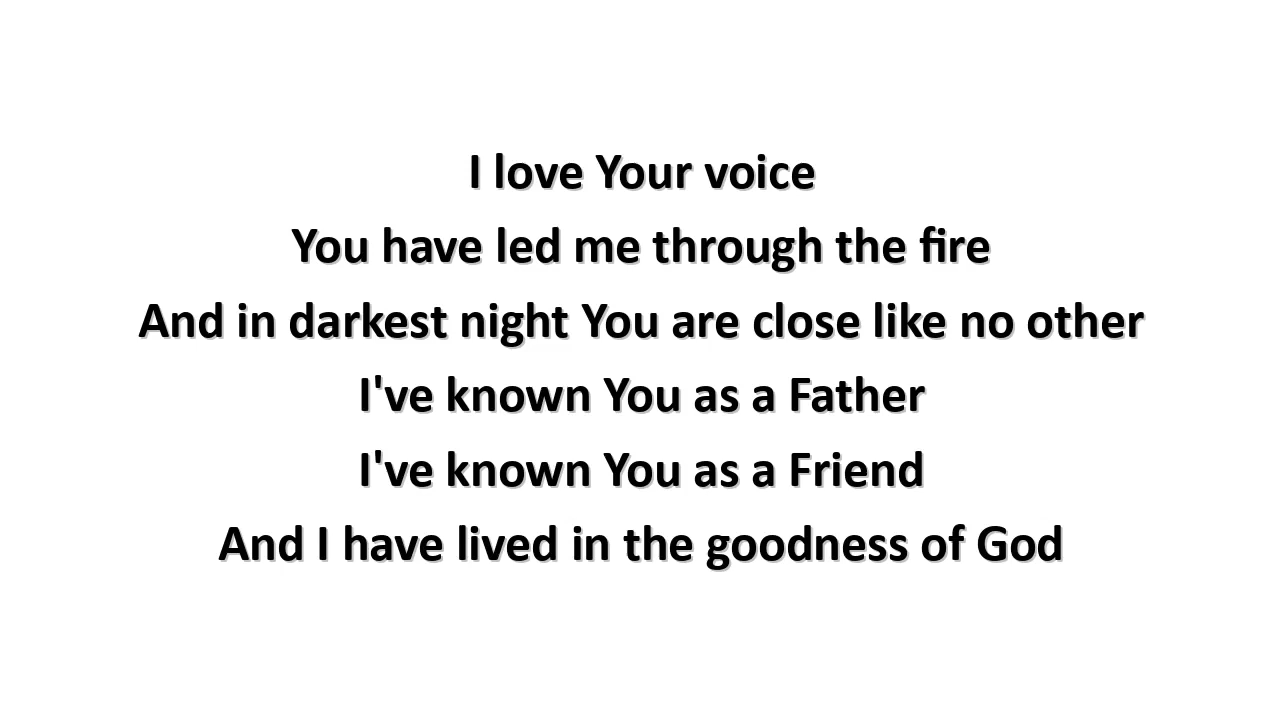 I love Your voice
You have led me through the fire
And in darkest night You are close like no other
I've known You as a Father
I've known You as a Friend
And I have lived in the goodness of God